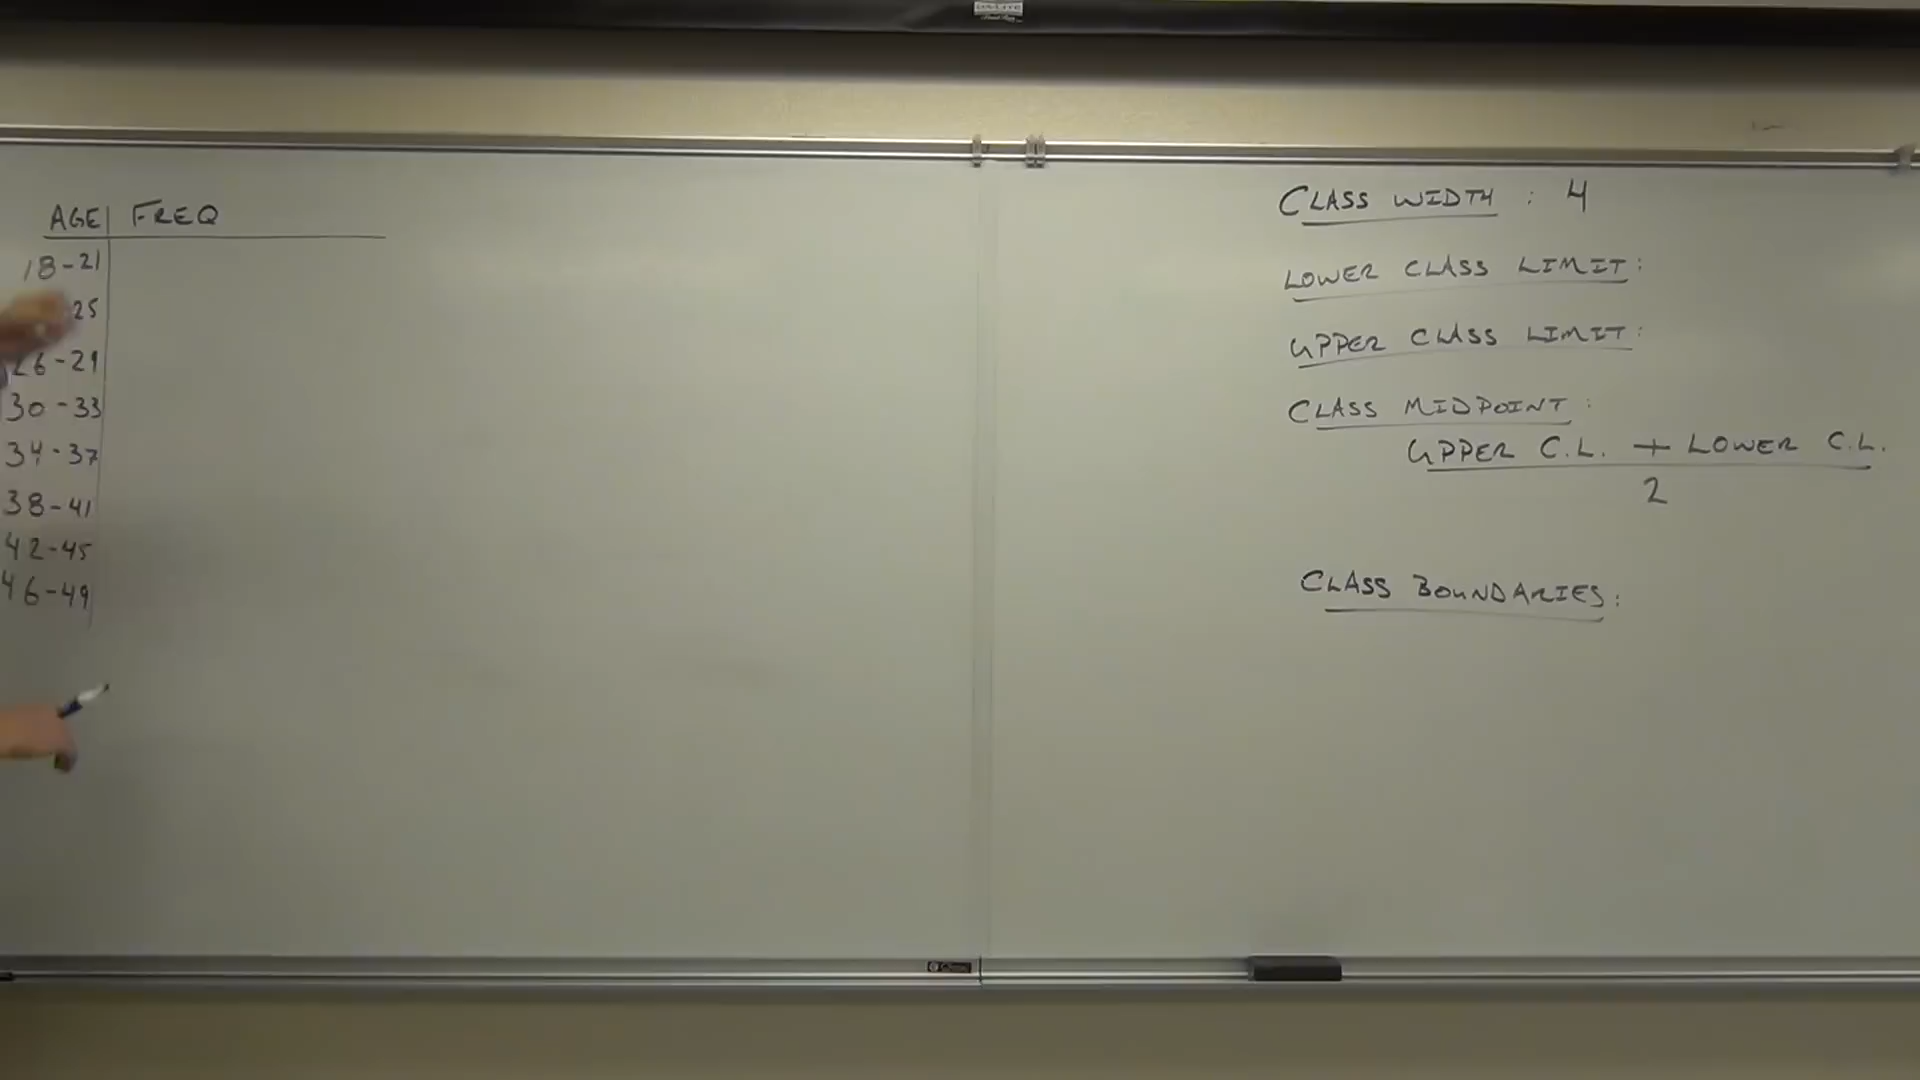 AGE FREQ
18-21
25
26-29
30-33
34-37
38-41
42-45
46-49
CLASS WIDTH : 4
LOWER CLASS LIMIT:
UPPER CLASS LIMIT:
CLASS MIDPOINT:
UPPER C.L. + LOWER C.L.
2
CLASS BOUNDARIES: